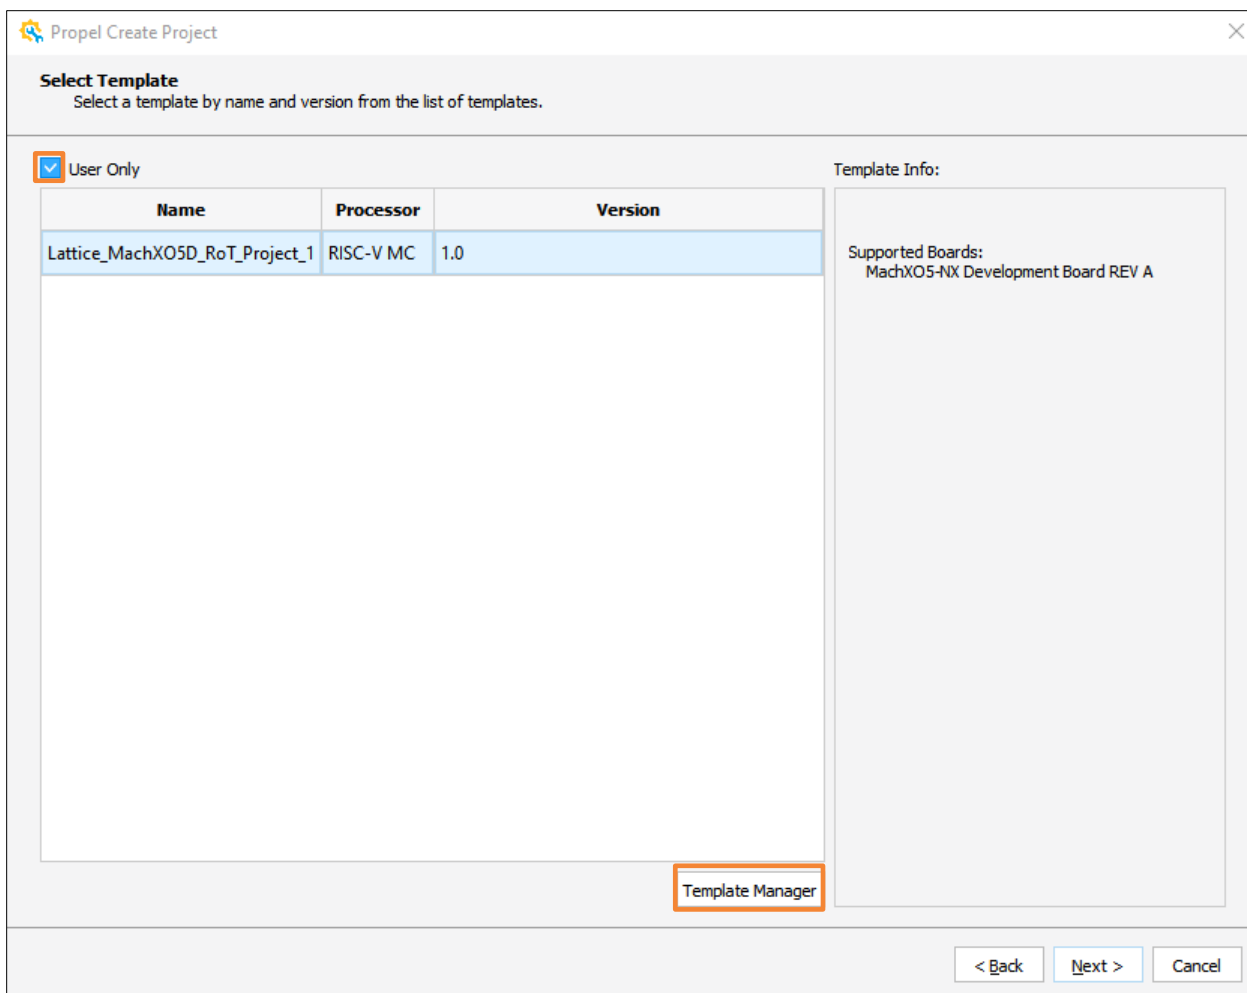 Propel Create Project
Select Template
Select a template by name and version from the list of templates.
User Only
Template Info:
Name Processor Version
Lattice_MachXO5D_RoT_Project_1 RISC-V MC 1.0
Supported Boards:
MachXO5-NX Development Board REV A
Template Manager
< Back Next > Cancel